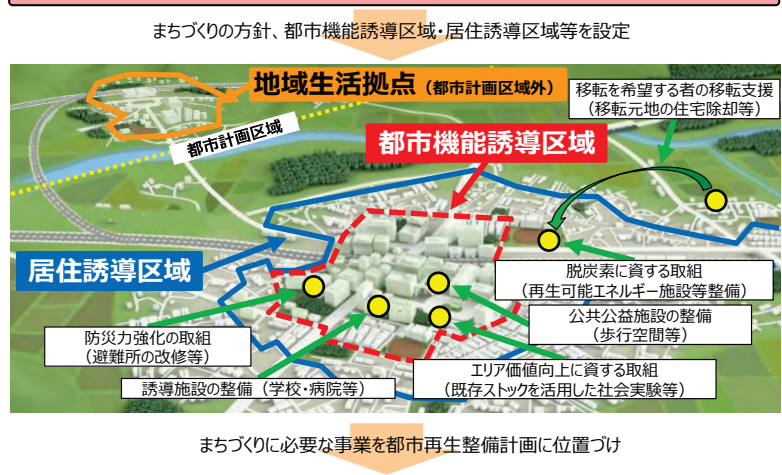 まちづくりの方針、都市機能誘導区域・居住誘導区域等を設定
地域生活拠点（都市計画区域外）
移転を希望する者の移転支援
（移転元地の住宅除却等）
都市計画区域
都市機能誘導区域
居住誘導区域
脱炭素に資する取組
（再生可能エネルギー施設等整備）
公共公益施設の整備
（歩行空間等）
防災力強化の取組
（避難所の改修等）
エリア価値向上に資する取組
（既存ストックを活用した社会実験等）
誘導施設の整備（学校・病院等）
まちづくりに必要な事業を都市再生整備計画に位置づけ